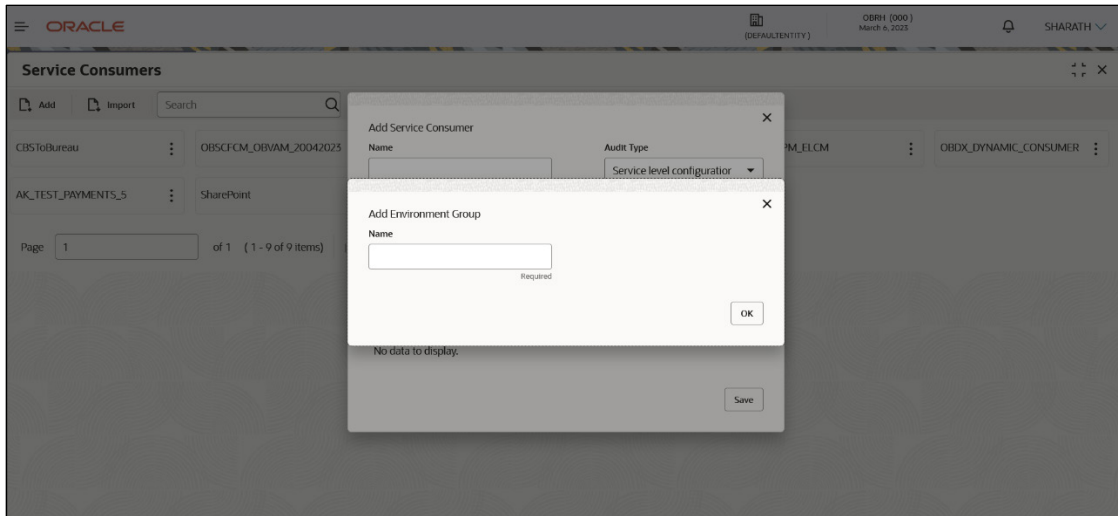 ORACLE
(DEFAULTENTITY)
OBRH (000)
March 6, 2023
SHARATH
Service Consumers
Add
Import
Search
Add Service Consumer
Name
Audit Type
Service level configuration
CBSToBureau
OBSCFCM_OBVAM_20042023
PM_ELCM
OBDX_DYNAMIC_CONSUMER
AK_TEST_PAYMENTS_5
SharePoint
Add Environment Group
Name
Required
OK
Page 1 of 1 ( 1 - 9 of 9 items)
No data to display.
Save